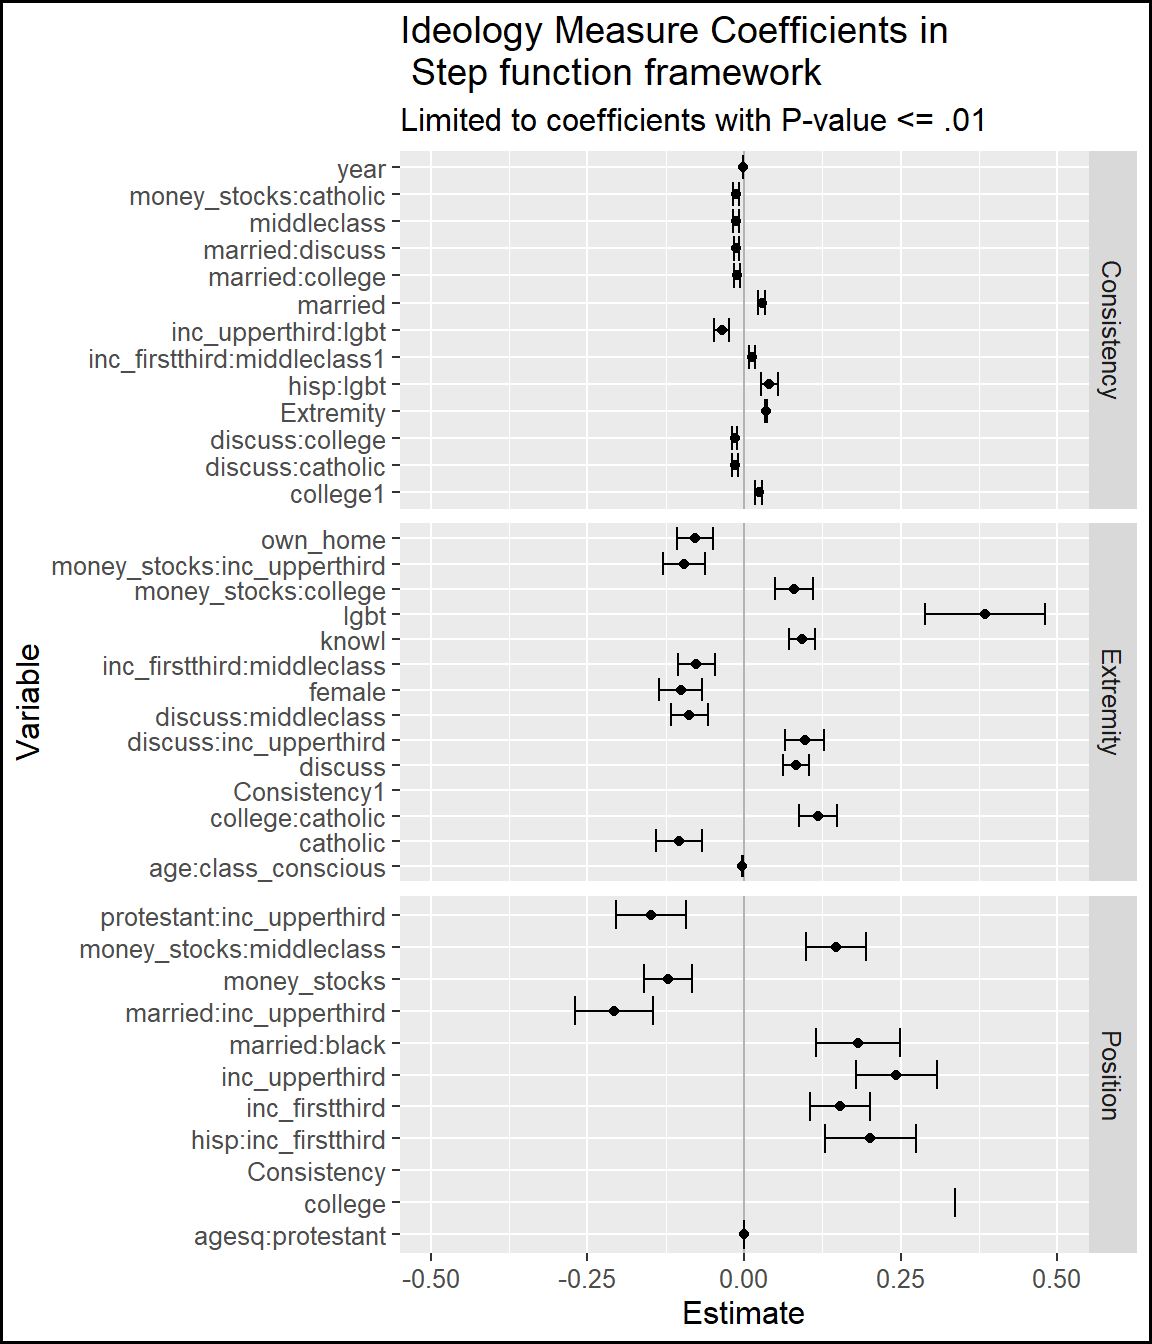 Ideology Measure Coefficients in
Step function framework
Limited to coefficients with P-value <= .01
year
money_stocks:catholic
middleclass
married:discuss
married:college
married
inc_upperthird:lgbt
inc_firstthird:middleclass1
hisp:lgbt
Extremity
discuss:college
discuss:catholic
college1
Consistency
own_home
money_stocks:inc_upperthird
money_stocks:college
lgbt
knowl
inc_firstthird:middleclass
female
discuss:middleclass
discuss:inc_upperthird
discuss
Consistency1
college:catholic
catholic
age:class_conscious
Extremity
protestant:inc_upperthird
money_stocks:middleclass
money_stocks
married:inc_upperthird
married:black
inc_upperthird
inc_firstthird
hisp:inc_firstthird
Consistency
college
agesq:protestant
Position
Variable
-0.50 -0.25 0.00 0.25 0.50
Estimate